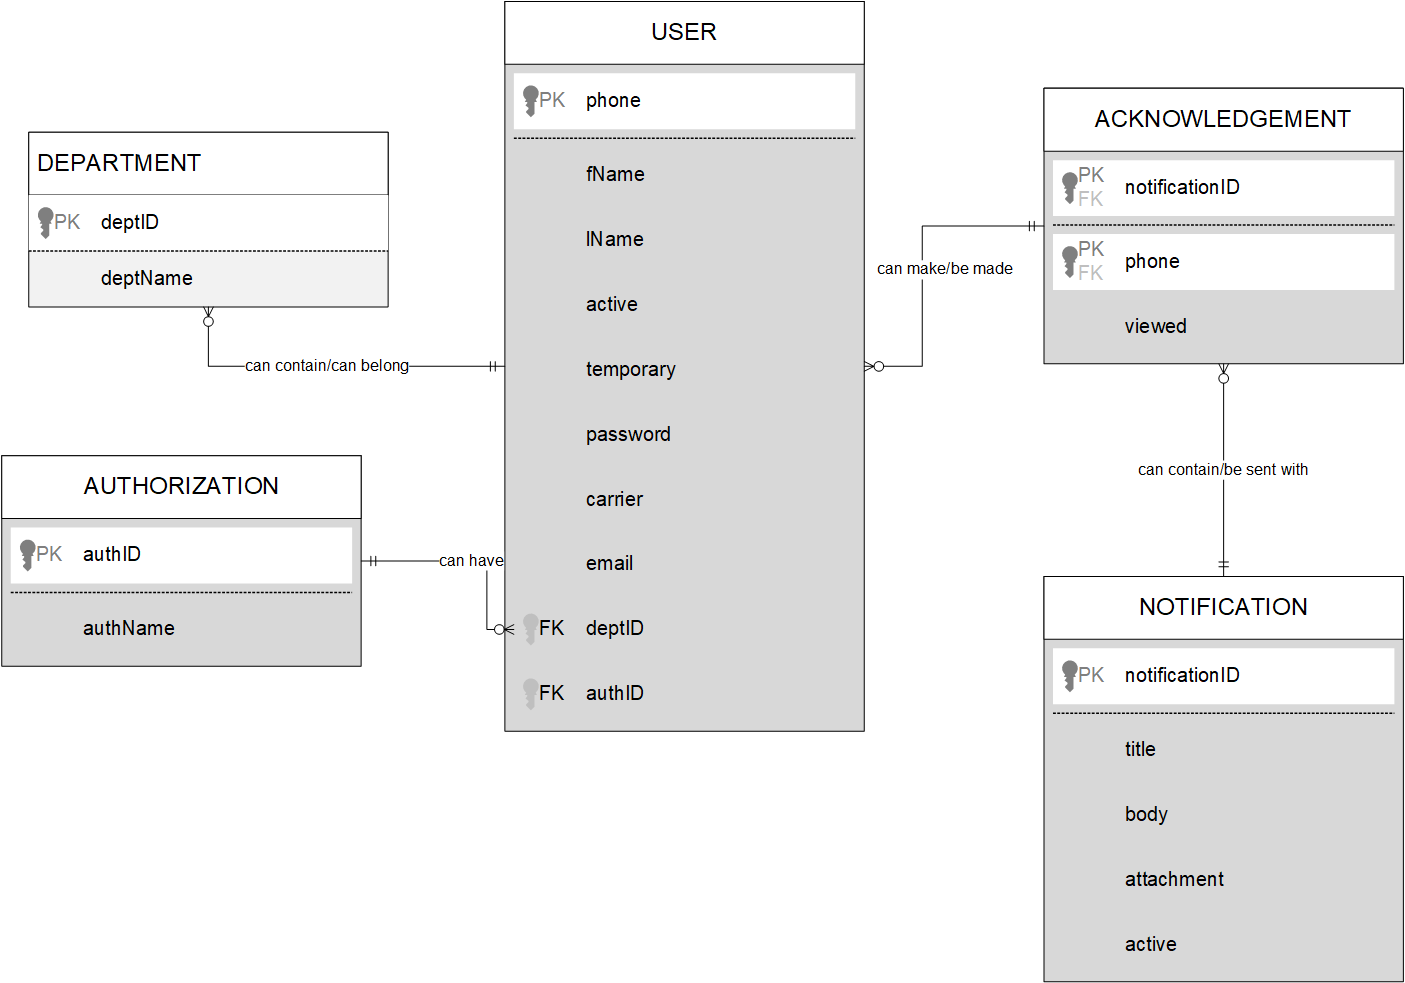 USER
PK phone
fName
lName
active
temporary
password
carrier
email
FK deptID
FK authID
DEPARTMENT
PK deptID
deptName
can contain/can belong
AUTHORIZATION
PK authID
authName
can have
can make/be made
ACKNOWLEDGEMENT
PK
FK
notificationID
PK
FK
phone
viewed
can contain/be sent with
NOTIFICATION
PK notificationID
title
body
attachment
active